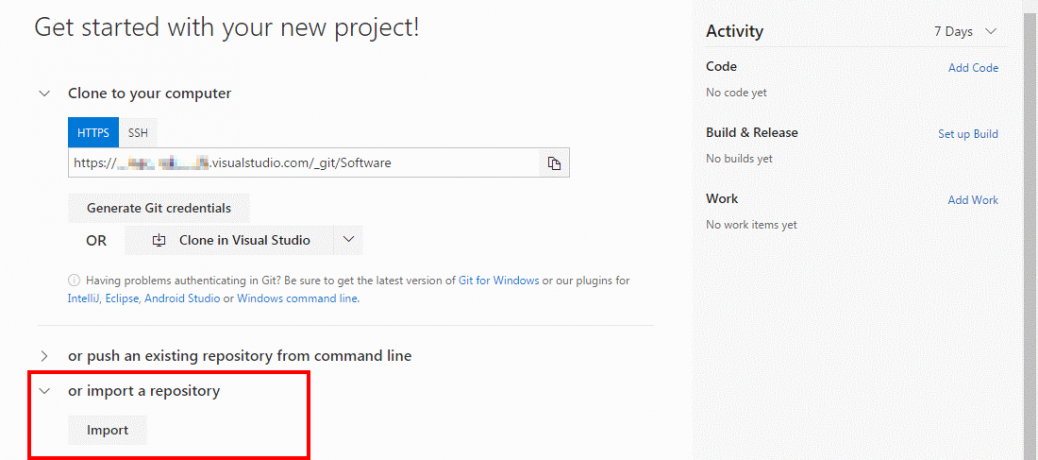 Get started with your new project!
Clone to your computer
HTTPS SSH
https:// .visualstudio.com/_git/Software
Generate Git credentials
OR Clone in Visual Studio
Having problems authenticating in Git? Be sure to get the latest version of Git for Windows or our plugins for
IntelliJ, Eclipse, Android Studio or Windows command line.
or push an existing repository from command line
or import a repository
Import
Activity 7 Days
Code Add Code
No code yet
Build & Release Set up Build
No builds yet
Work Add Work
No work items yet